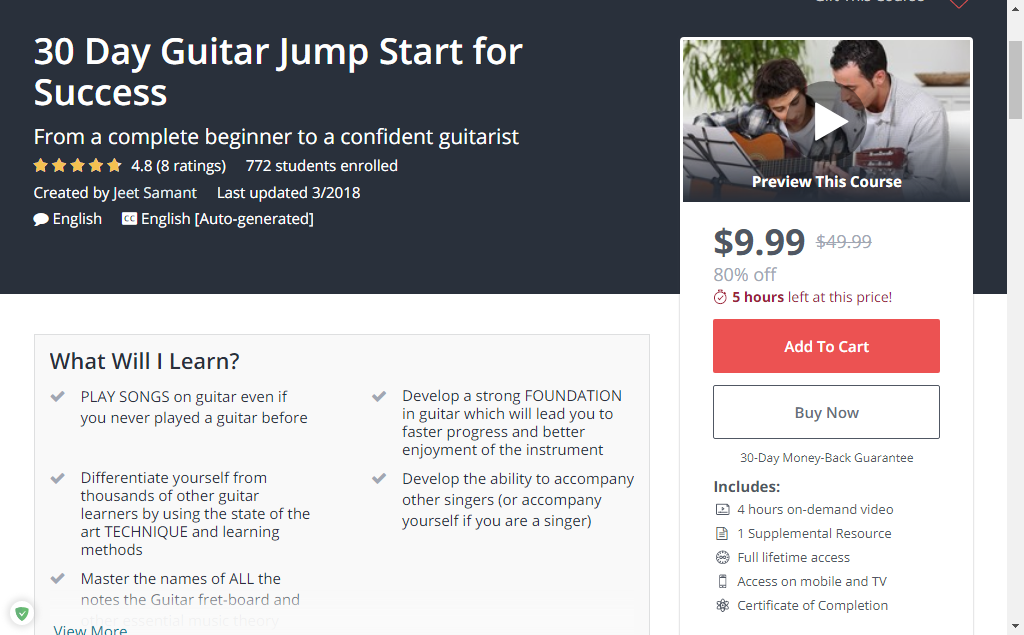 Gift This Course
30 Day Guitar Jump Start for
Success
From a complete beginner to a confident guitarist
4.8 (8 ratings) 772 students enrolled
Created by Jeet Samant Last updated 3/2018
English CC English [Auto-generated]
Preview This Course
$9.99 $49.99
80% off
5 hours left at this price!
Add To Cart
Buy Now
30-Day Money-Back Guarantee
Includes:
4 hours on-demand video
1 Supplemental Resource
Full lifetime access
Access on mobile and TV
Certificate of Completion
What Will I Learn?
PLAY SONGS on guitar even if
you never played a guitar before
Develop a strong FOUNDATION
in guitar which will lead you to
faster progress and better
enjoyment of the instrument
Differentiate yourself from
thousands of other guitar
learners by using the state of the
art TECHNIQUE and learning
methods
Develop the ability to accompany
other singers (or accompany
yourself if you are a singer)
Master the names of ALL the
notes the Guitar fret-board and
other essential music theory
View More